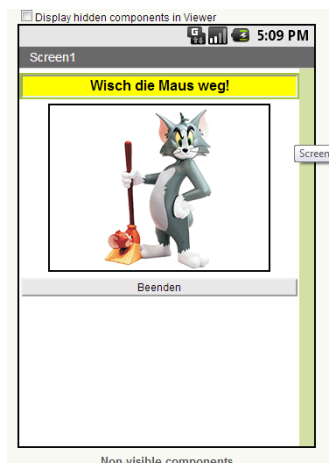 Display hidden components in Viewer
5:09 PM
Screen1
Wisch die Maus weg!
Screen
Beenden
Non visible components